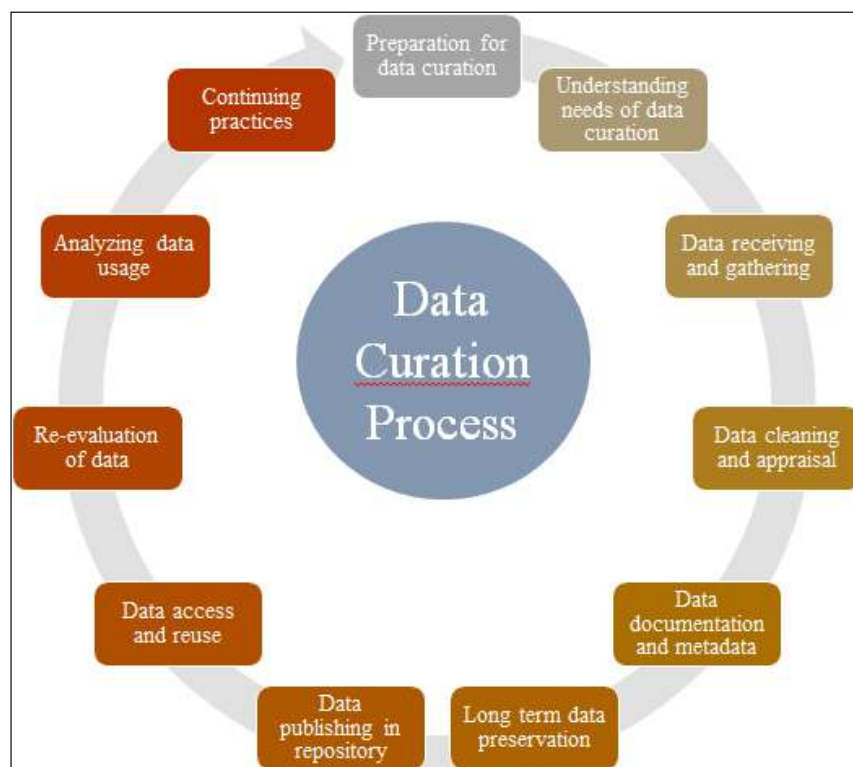 Preparation for
data curation
Understanding
needs of data
curation
Data receiving
and gathering
Data cleaning
and appraisal
Data
documentation
and metadata
Long term data
preservation
Data
publishing in
repository
Data access
and reuse
Re-evaluation
of data
Analyzing data
usage
Continuing
practices
Data
Curation
Process